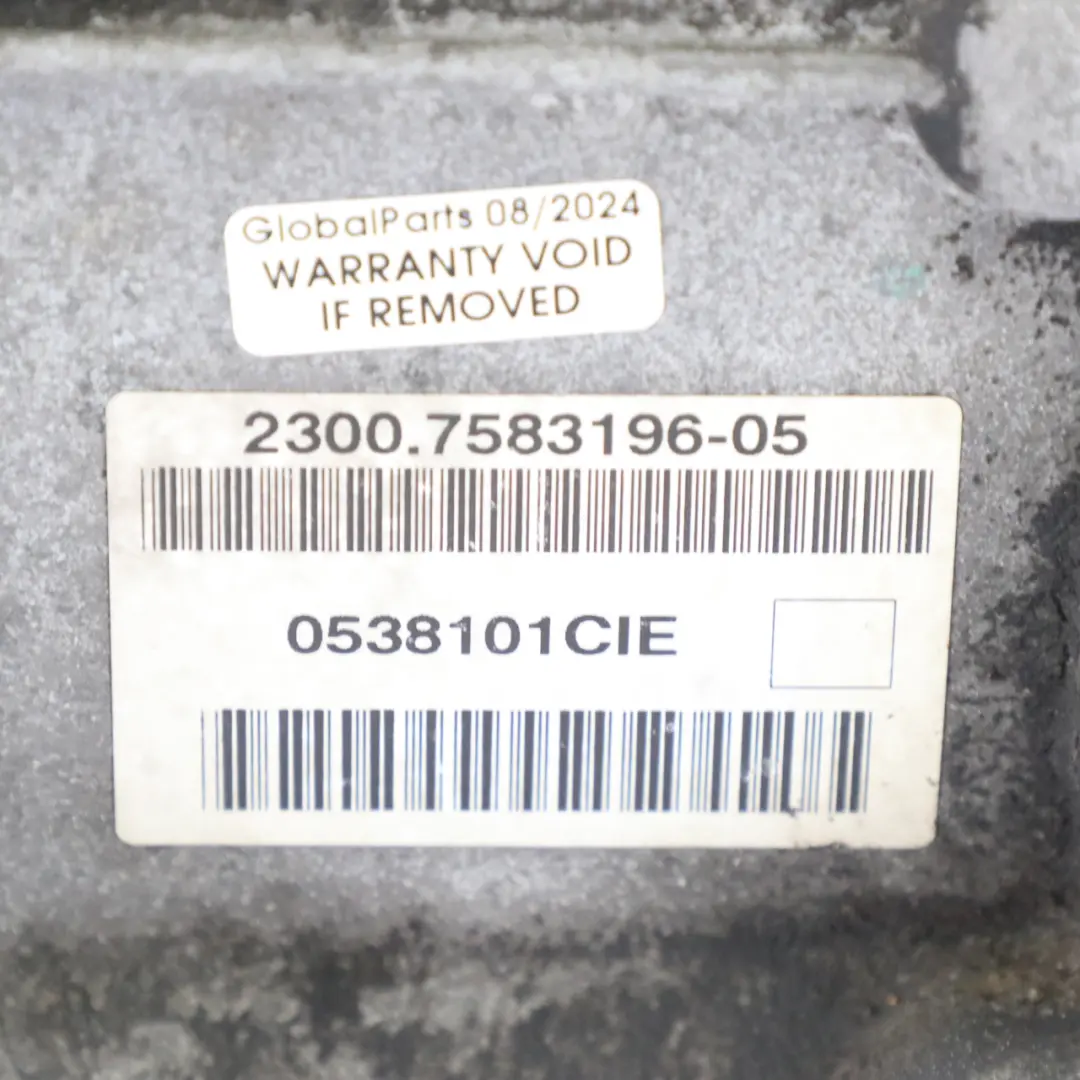 GlobalParts 08/2024
WARRANTY VOID
IF REMOVED
2300.7583196-05
0538101CIE